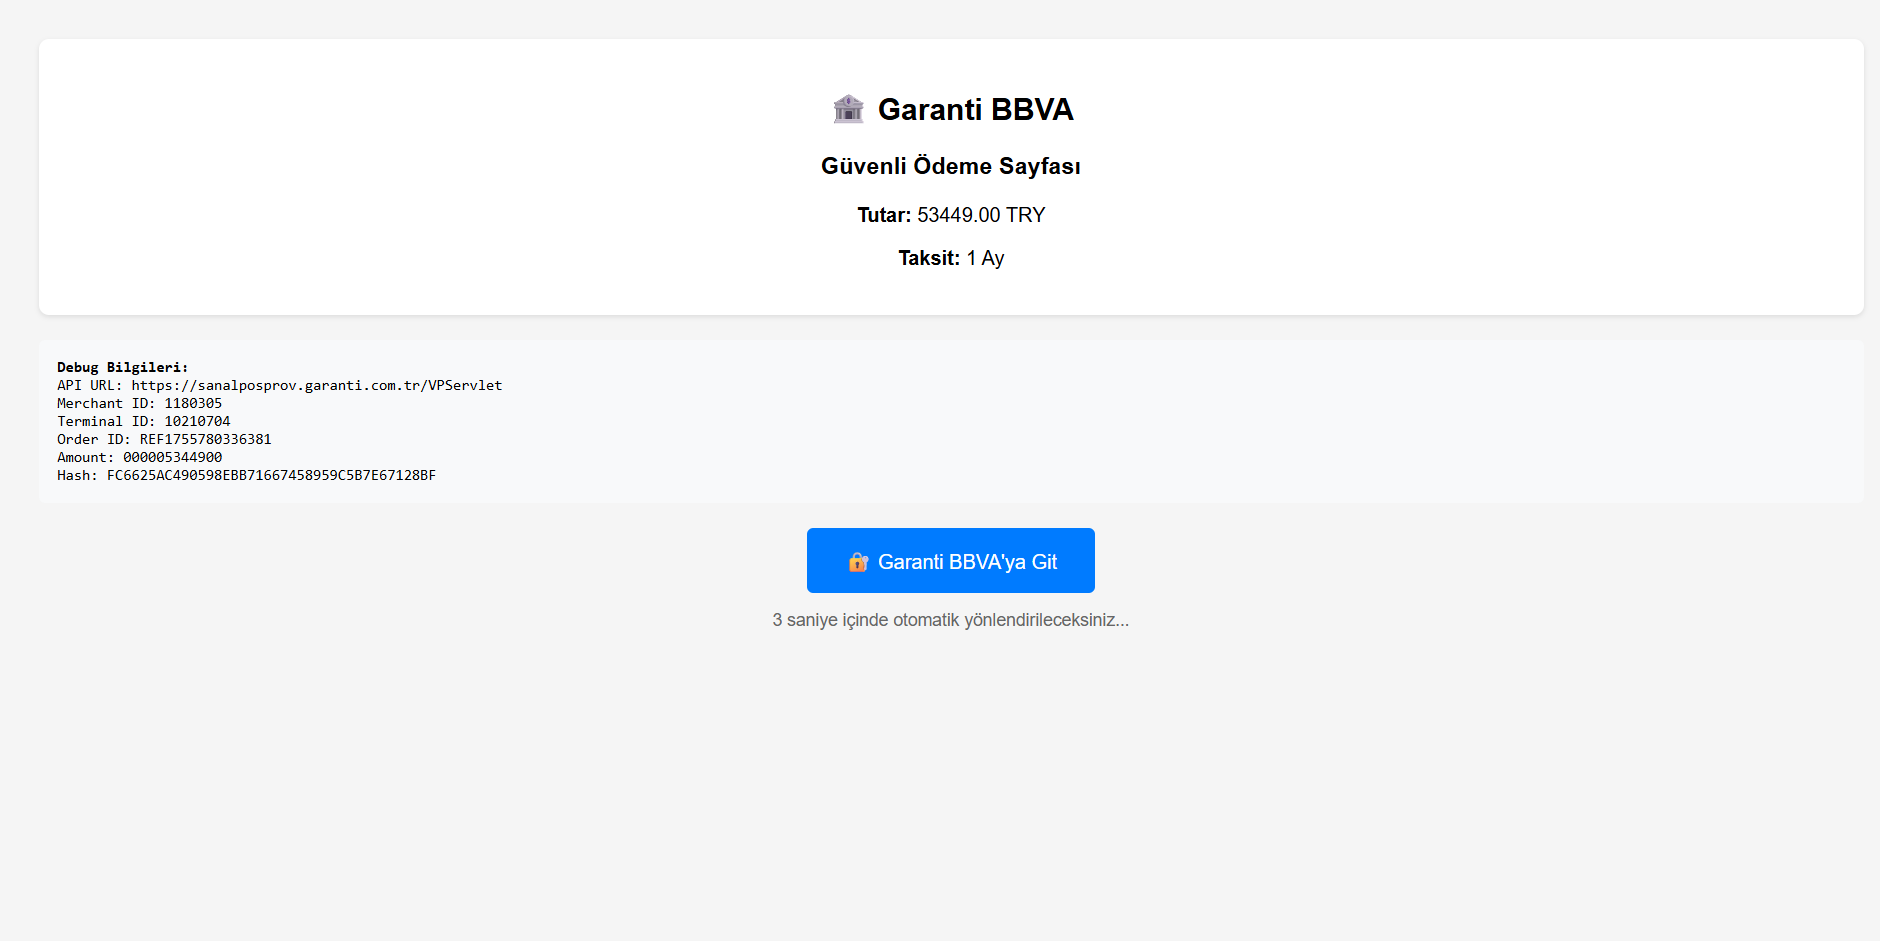 Garanti BBVA
Güvenli Ödeme Sayfası
Tutar: 53449.00 TRY
Taksit: 1 Ay
Debug Bilgileri:
API URL: https://sanalposprov.garanti.com.tr/VPServlet
Merchant ID: 1180305
Terminal ID: 10210704
Order ID: REF1755780336381
Amount: 000005344900
Hash: FC6625AC490598EBB71667458959C5B7E67128BF
Garanti BBVA'ya Git
3 saniye içinde otomatik yönlendirileceksiniz...